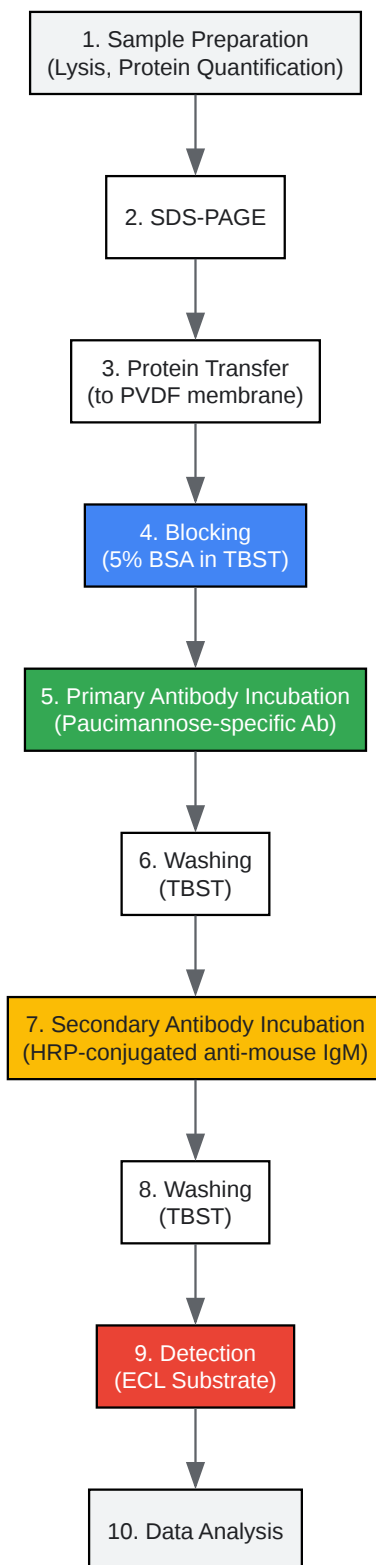 1. Sample Preparation
(Lysis, Protein Quantification)
2. SDS-PAGE
3. Protein Transfer
(to PVDF membrane)
4. Blocking
(5% BSA in TBST)
5. Primary Antibody Incubation
(Paucimannose-specific Ab)
6. Washing
(TBST)
7. Secondary Antibody Incubation
(HRP-conjugated anti-mouse IgM)
8. Washing
(TBST)
9. Detection
(ECL Substrate)
10. Data Analysis